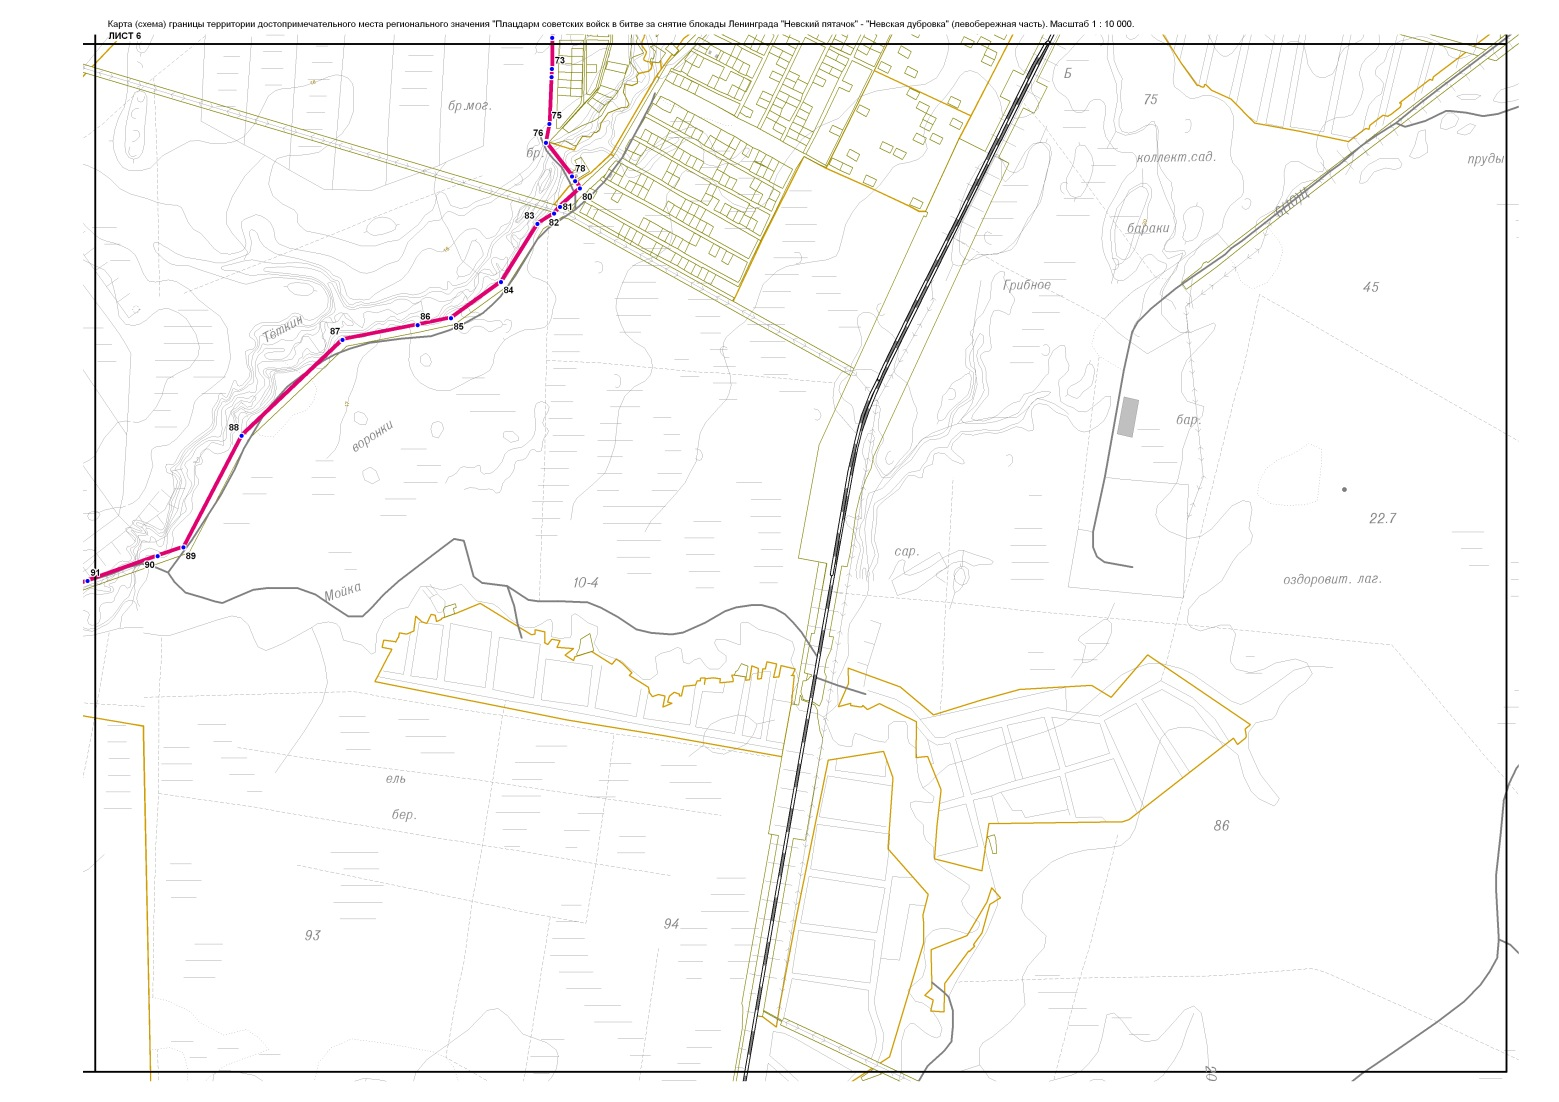 Карта (схема) границы территории достопримечательного места регионального значения "Плацдарм советских войск в битве за снятие блокады Ленинграда "Невский пятачок" - "Невская дубровка" (левобережная часть). Масштаб 1 : 10 000.
ЛИСТ 6
73
Б
75
бр.мог.
75
76
бр.
коллект.сад.
пруды
78
80
81
83
82
бараки
Грибное
45
84
86
85
87
Теткин
88
воронки
бар.
22.7
89
90
91
сар.
10-4
Мойка
оздоровит. лаг.
ель
бер.
86
94
93
20